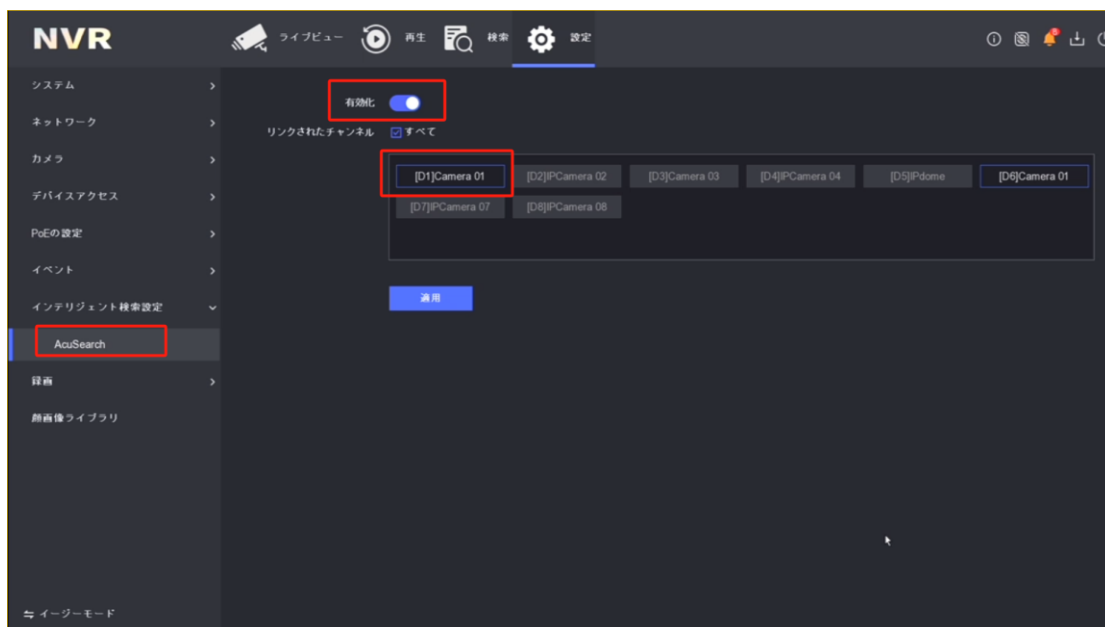 NVR
ライブビュー 再生 検索 設定
システム
有効化
ネットワーク
リンクされたチャンネル すべて
カメラ
[D1]Camera 01 [D2]IPCamera 02 [D3]Camera 03 [D4]IPCamera 04 [D5]IPdome [D6]Camera 01
デバイスアクセス
[D7]IPCamera 07 [D8]IPCamera 08
PoEの設定
イベント
インテリジェント検索設定
適用
AcuSearch
録画
顔画像ライブラリ
イージーモード